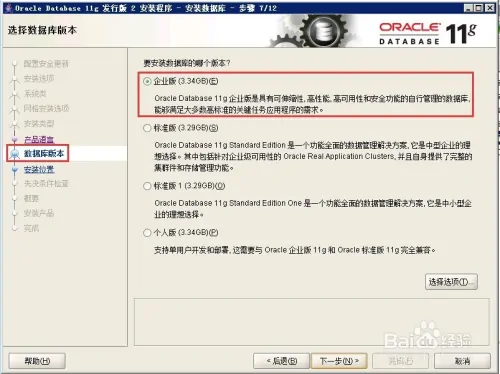 Oracle Database 11g 发行版 2 安装程序 - 安装数据库 - 步骤 7/12
选择数据库版本
ORACLE
DATABASE 11g
配置安全更新
安装选项
系统类
网格安装选项
安装类型
产品语言
数据库版本
安装位置
先决条件检查
概要
安装产品
完成
要安装数据库的哪个版本?
企业版 (3.34GB)(E)
Oracle Database 11g 企业版是具有可伸缩性, 高性能, 高可用性和安全功能的自行管理的数据库, 
能够满足大多数高标准的关键任务应用程序的需求。
标准版 (3.29GB)(S)
Oracle Database 11g Standard Edition 是一个功能全面的数据管理解决方案, 它是中型企业的理
想选择。其中包括针对企业级可用性的 Oracle Real Application Clusters, 并且自身提供了完整的
集群件和存储管理功能。
标准版 1 (3.29GB)(O)
Oracle Database 11g Standard Edition One 是一个功能全面的数据管理解决方案, 它是中小型企
业的理想选择。
个人版 (3.34GB)(P)
支持单用户开发和部署, 这需要与 Oracle 企业版 11g 和 Oracle 标准版 11g 完全兼容。
选择选项(T)...
Baidu 经验
帮助(H)
< 后退(B)
下一步(N) >
完成(F)
取消